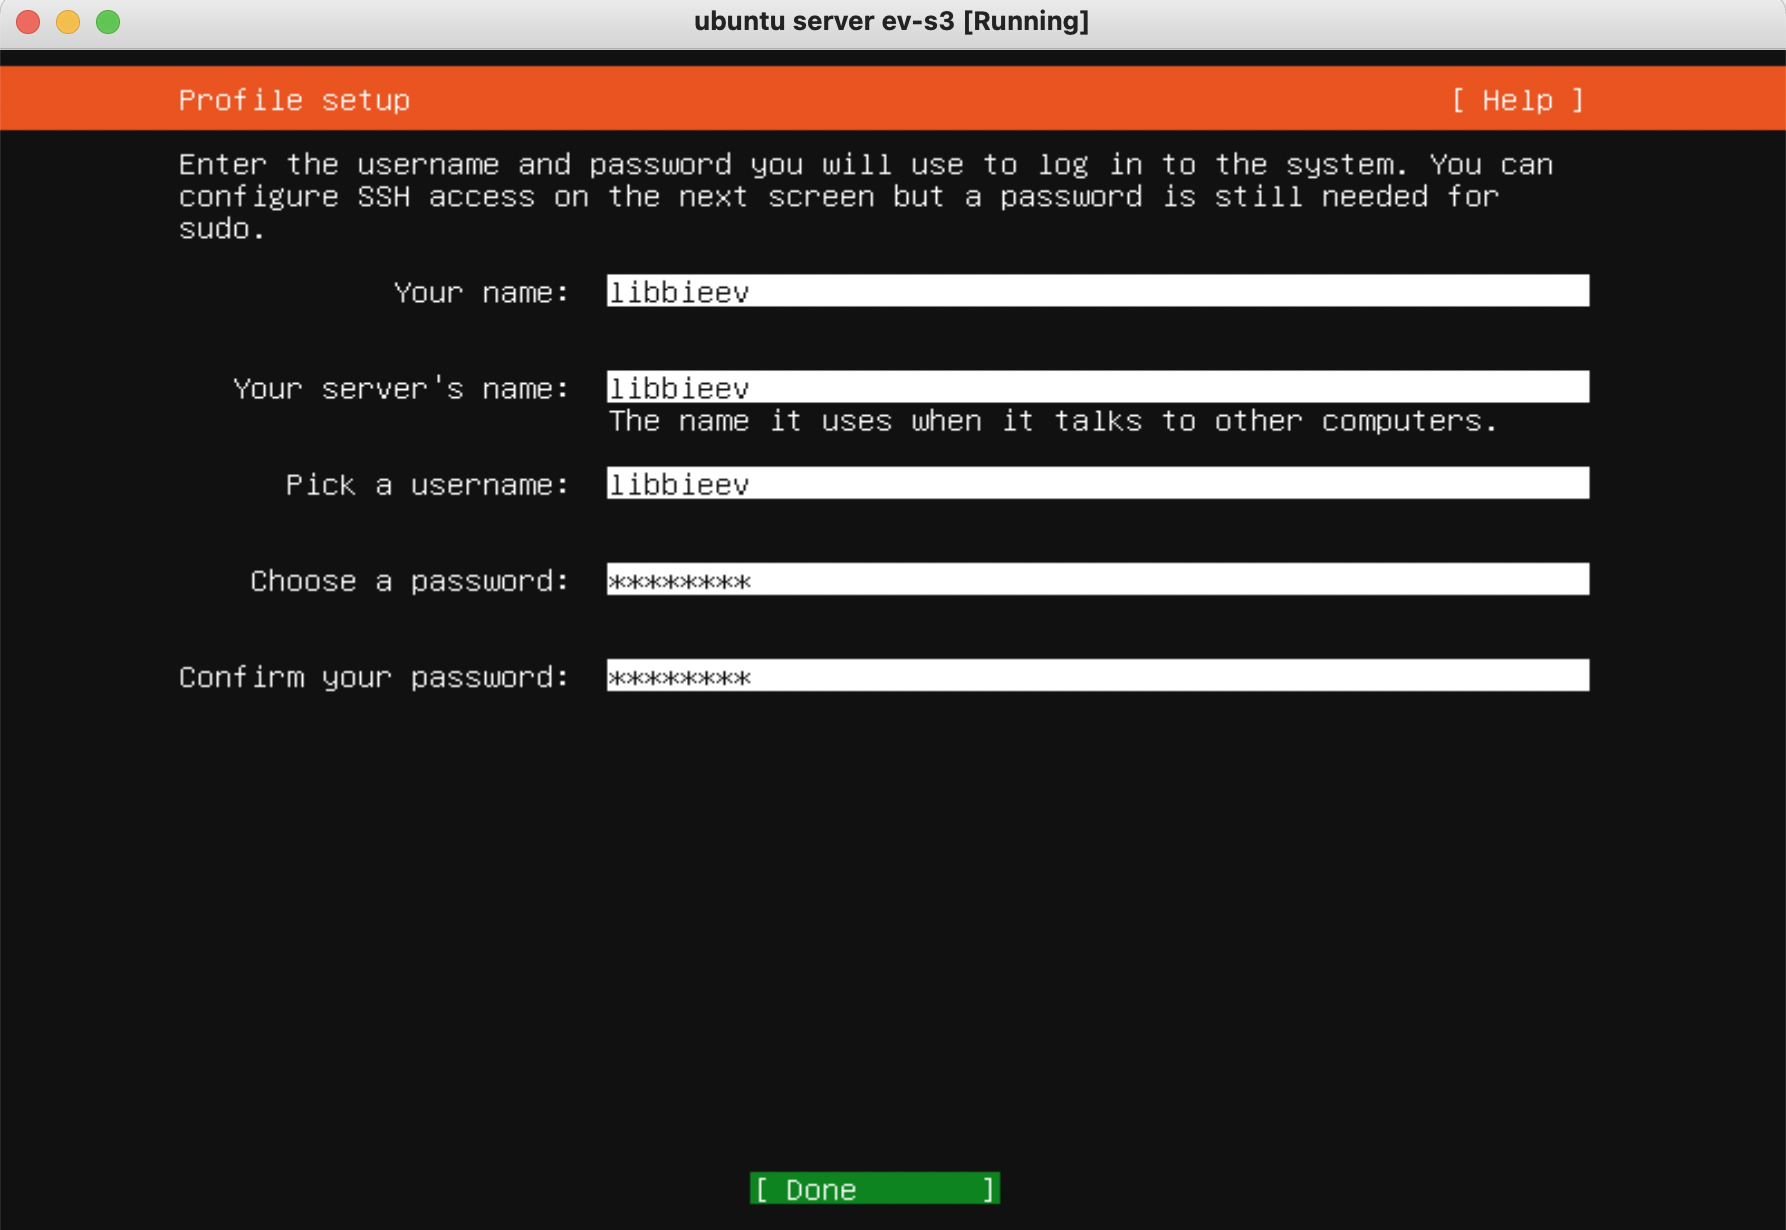 ubuntu server ev-s3 [Running]
Profile setup [ Help ]
Enter the username and password you will use to log in to the system. You can
configure SSH access on the next screen but a password is still needed for
sudo.
Your name: libbieev
Your server's name: libbieev
The name it uses when it talks to other computers.
Pick a username: libbieev
Choose a password: ********
Confirm your password: ********
[ Done ]